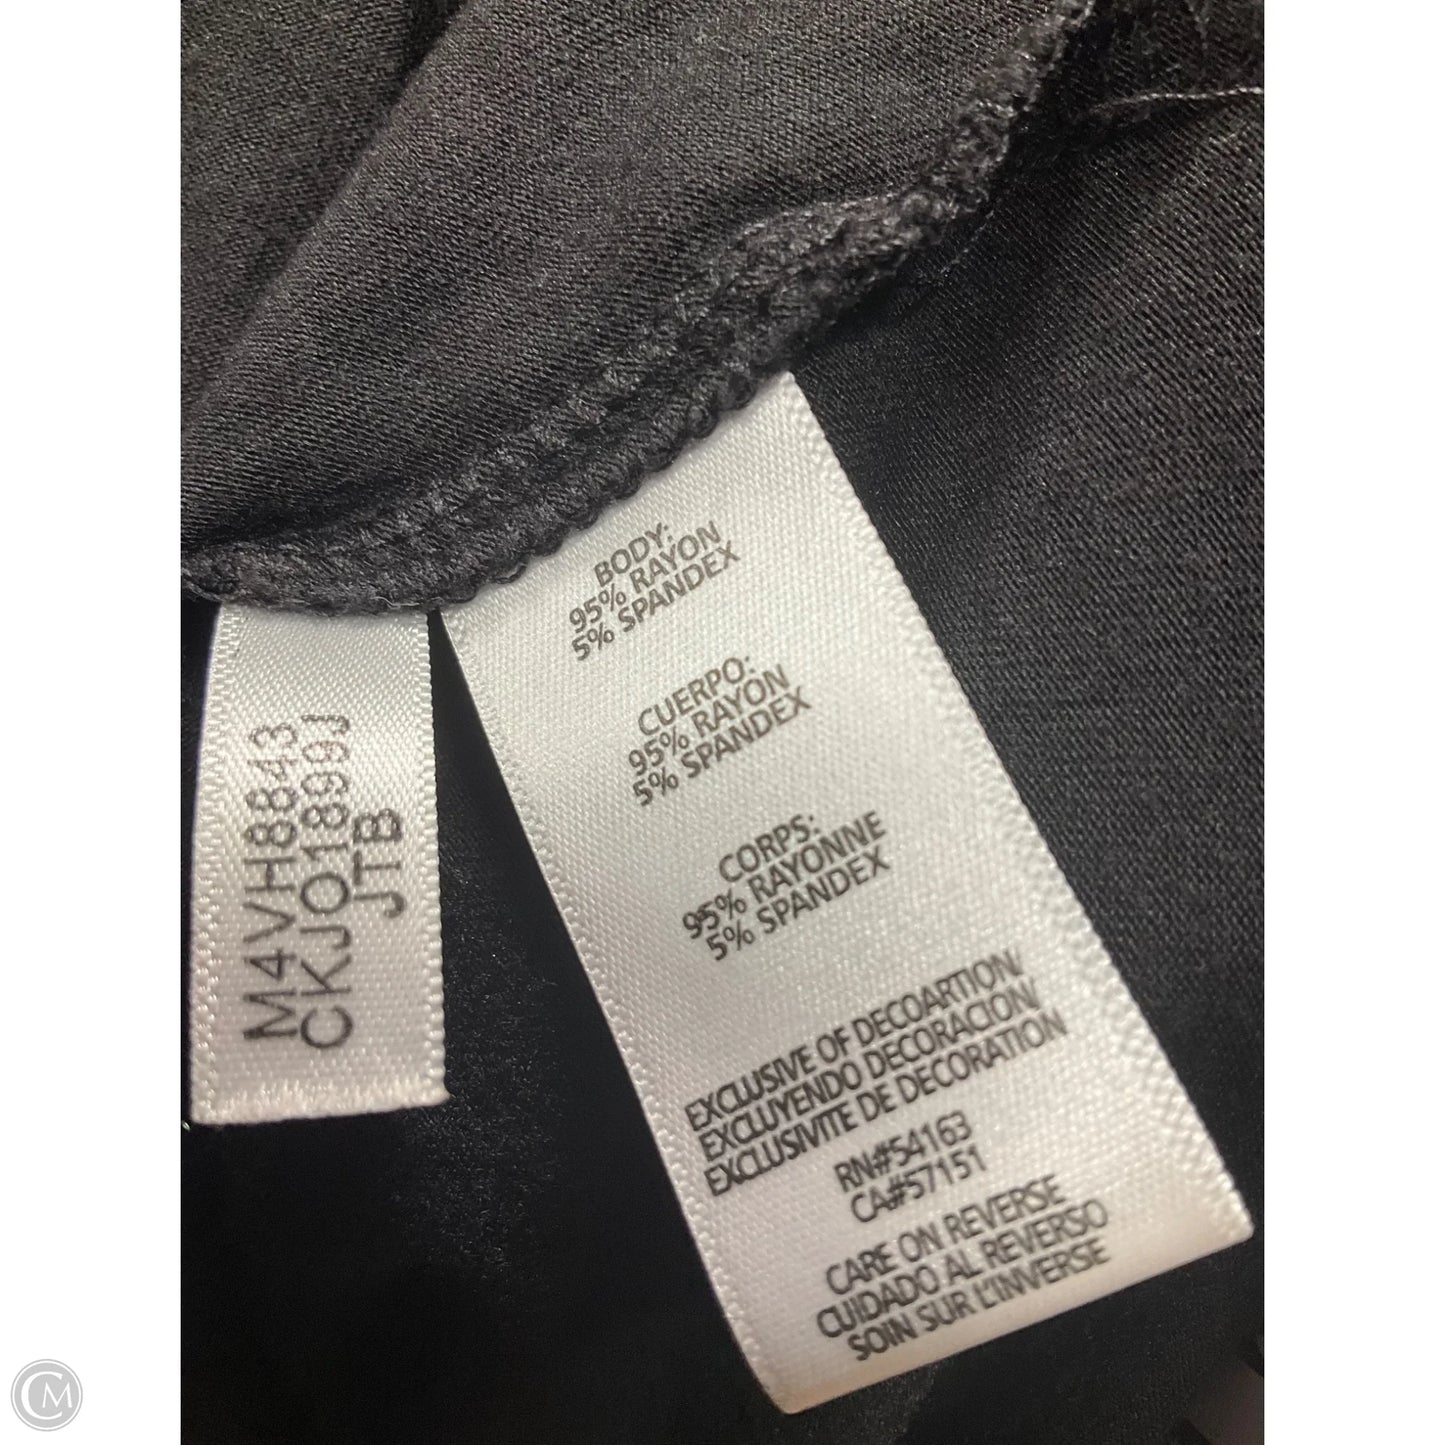 M4VH8843
CKJO1899J
JTB
BODY:
95% RAYON
5% SPANDEX
CUERPO:
95% RAYON
5% SPANDEX
CORPS:
95% RAYONNE
5% SPANDEX
EXCLUSIVE OF DECOARTION/
EXCLUYENDO DECORACION/
EXCLUSIVITE DE DECORATION
RN#54163
CA#57151
CARE ON REVERSE
CUIDADO AL REVERSO
SOIN SUR L'INVERSE
CM